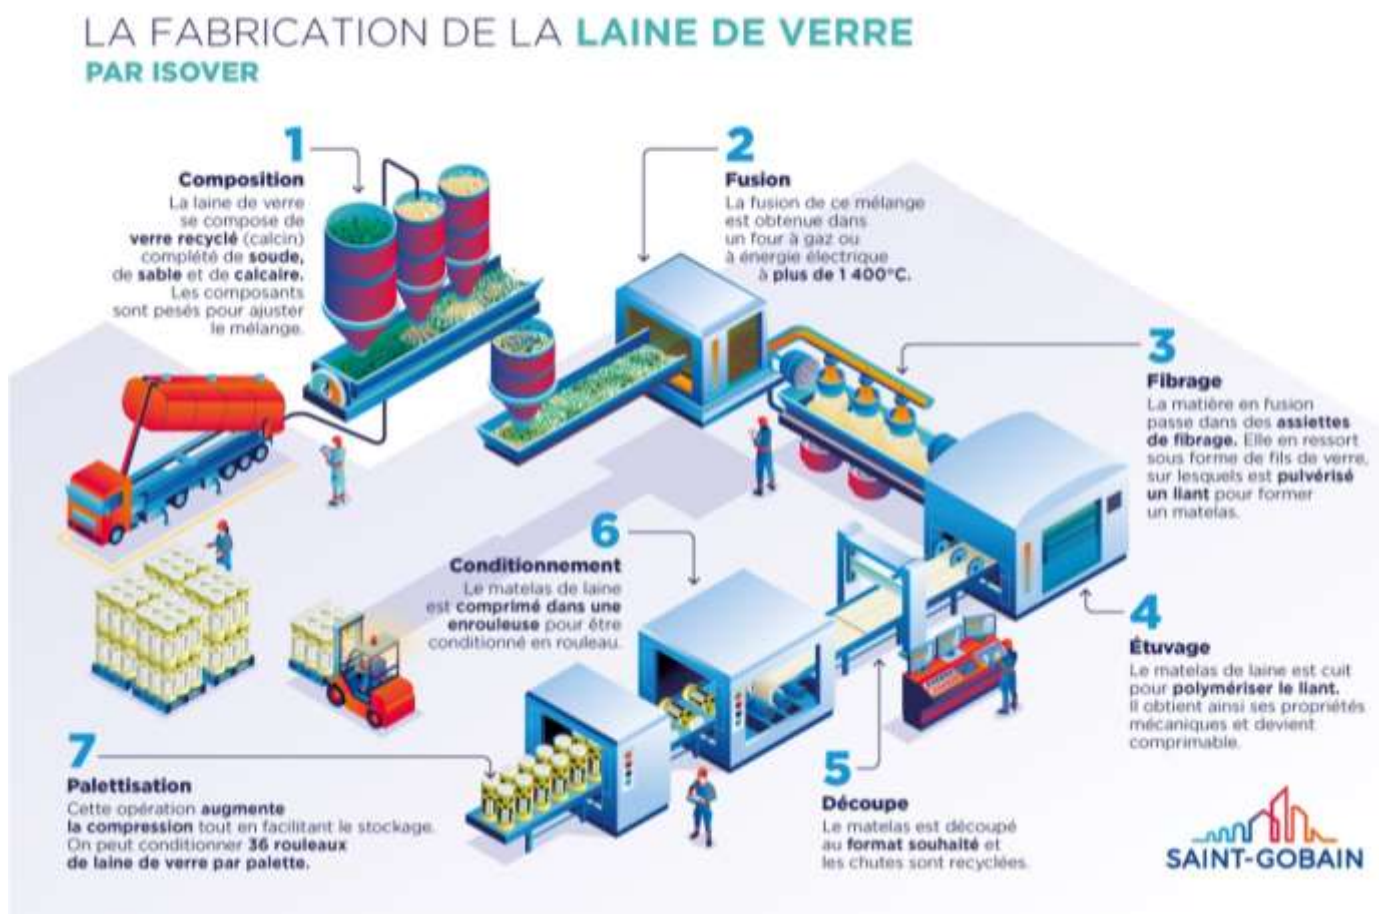 LA FABRICATION DE LA LAINE DE VERRE
PAR ISOVER
1
Composition
La laine de verre
se compose de
verre recyclé (calcin)
complété de soude,
de sable et de calcaire.
Les composants
sont pesés pour ajuster
le mélange.
2
Fusion
La fusion de ce mélange
est obtenue dans
un four à gaz ou
à énergie électrique
à plus de 1 400°C.
3
Fibrage
La matière en fusion
passe dans des assiettes
de fibrage. Elle en ressort
sous forme de fils de verre,
sur lesquels est pulvérisé
un liant pour former
un matelas.
4
Étuvage
Le matelas de laine est cuit
pour polymériser le liant.
Il obtient ainsi ses propriétés
mécaniques et devient
comprimable.
5
Découpe
Le matelas est découpé
au format souhaité et
les chutes sont recyclées.
6
Conditionnement
Le matelas de laine
est comprimé dans une
enrouleuse pour être
conditionné en rouleau.
7
Palettisation
Cette opération augmente
la compression tout en facilitant le stockage.
On peut conditionner 36 rouleaux
de laine de verre par palette.
SAINT-GOBAIN